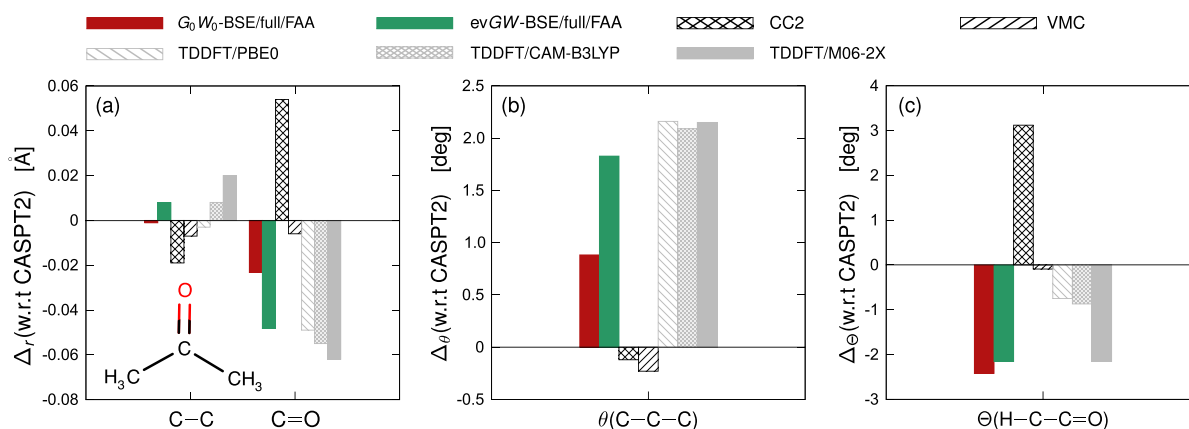 G₀W₀-BSE/full/FAA evGW-BSE/full/FAA CC2 VMC
TDDFT/PBE0 TDDFT/CAM-B3LYP TDDFT/M06-2X
(a)
Δr(w.r.t CASPT2) [Å]
0.06
0.04
0.02
0
-0.02
-0.04
-0.06
-0.08
O
C
H₃C
CH₃
C−C C=O
(b)
Δθ(w.r.t CASPT2) [deg]
2.5
2.0
1.5
1.0
0.5
0
-0.5
θ(C−C−C)
(c)
ΔΘ(w.r.t CASPT2) [deg]
4
3
2
1
0
-1
-2
-3
Θ(H−C−C=O)